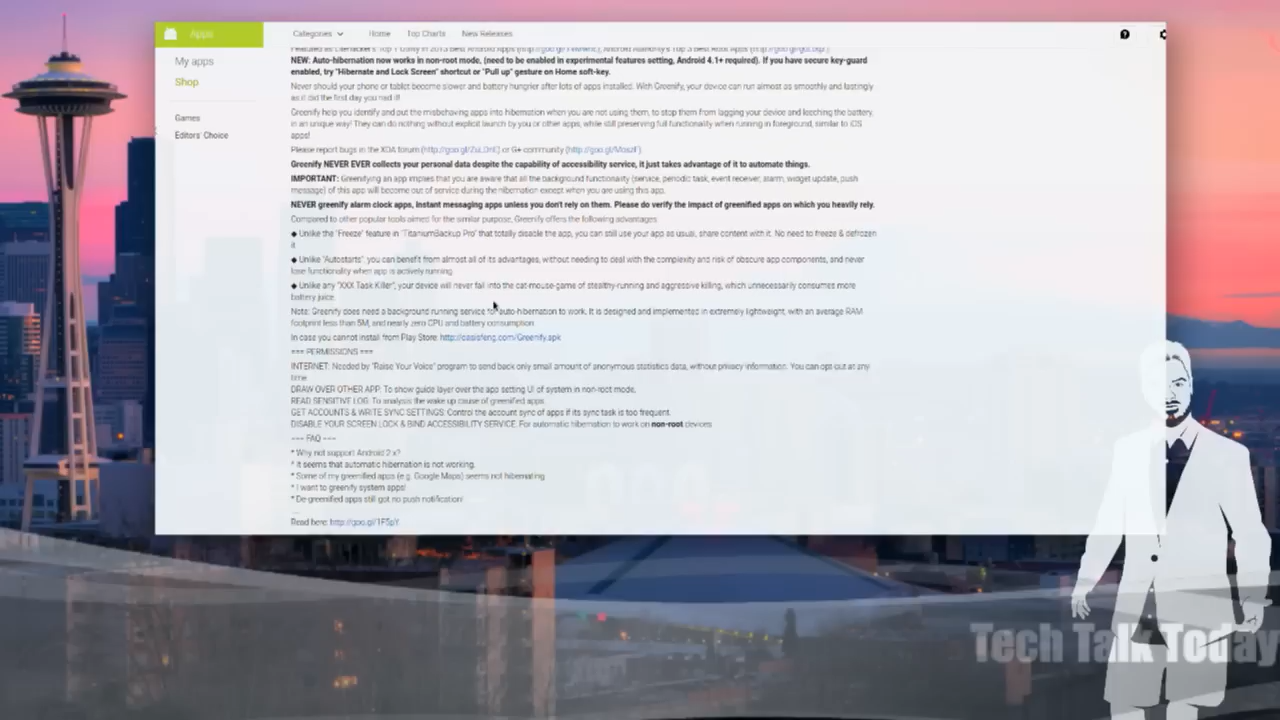 Apps
Categories
Home
Top Charts
New Releases
My apps
Shop
Games
Editors' Choice
NEW: Auto-hibernation now works in non-root mode, (need to be enabled in experimental features setting, Android 4.1+ required). If you have secure key-guard
enabled, try "Hibernate and Lock Screen" shortcut or "Pull up" gesture on Home soft-key.
Never should your phone or tablet become slower and battery hungrier after lots of apps installed. With Greenify, your device can run almost as smoothly and lastingly
as it did the first day you had it!
Greenify help you identify and put the misbehaving apps into hibernation when you are not using them, to stop them from lagging your device and leeching the battery,
in an unique way! They can do nothing without explicit launch by you or other apps, while still preserving full functionality when running in foreground, similar to iOS
apps!
Please report bugs in the XDA forum ( or G+ community (
Greenify NEVER EVER collects your personal data despite the capability of accessibility service, it just takes advantage of it to automate things.
IMPORTANT: Greenifying an app implies that you are aware that all the background functionality (service, periodic task, event receiver, alarm, widget update, push
message) of this app will become out of service during the hibernation except when you are using this app.
NEVER greenify alarm clock apps, instant messaging apps unless you don't rely on them. Please do verify the impact of greenified apps on which you heavily rely.
Compared to other popular tools aimed for the similar purpose, Greenify offers the following advantages:
◆ Unlike the "Freeze" feature in "TitaniumBackup Pro" that totally disable the app, you can still use your app as usual, share content with it. No need to freeze & defrozen
it.
◆ Unlike "Autostarts", you can benefit from almost all of its advantages, without needing to deal with the complexity and risk of obscure app components, and never
lose functionality when app is actively running.
◆ Unlike any "XXX Task Killer", your device will never fall into the cat-mouse-game of stealthy-running and aggressive killing, which unnecessarily consumes more
battery juice.
Note: Greenify does need a background running service for auto-hibernation to work. It is designed and implemented in extremely lightweight, with an average RAM
footprint less than 5M, and nearly zero CPU and battery consumption.
In case you cannot install from Play Store: http://oasisfeng.com/Greenify.apk
=== PERMISSIONS ===
INTERNET: Needed by "Raise Your Voice" program to send back only small amount of anonymous statistics data, without privacy information. You can opt-out at any
time.
DRAW OVER OTHER APP: To show guide layer over the app setting UI of system in non-root mode.
READ SENSITIVE LOG: To analysis the wake-up cause of greenified apps.
GET ACCOUNTS & WRITE SYNC SETTINGS: Control the account sync of apps if its sync task is too frequent.
DISABLE YOUR SCREEN LOCK & BIND ACCESSIBILITY SERVICE: For automatic hibernation to work on non-root devices
--- FAQ ---
* Why not support Android 2.x?
* It seems that automatic hibernation is not working.
* Some of my greenified apps (e.g. Google Maps) seems not hibernating
* I want to greenify system apps!
* De-greenified apps still got no push notification!
...
Read here: http://goo.gl/1F5pY
Tech Talk Today